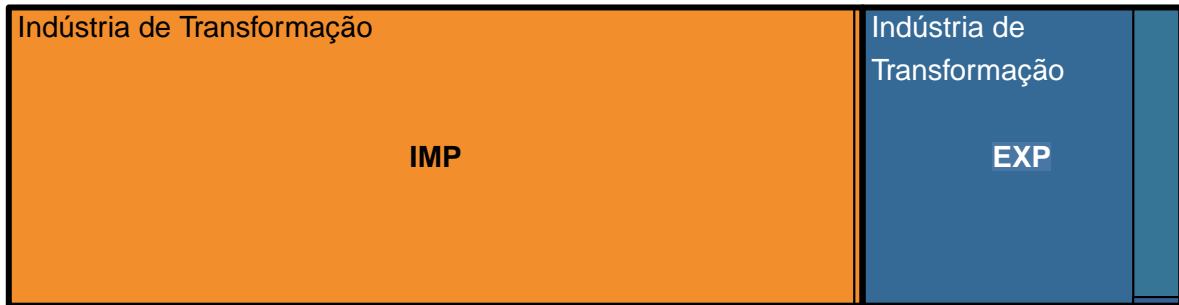 Indústria de Transformação
IMP
Indústria de
Transformação
EXP